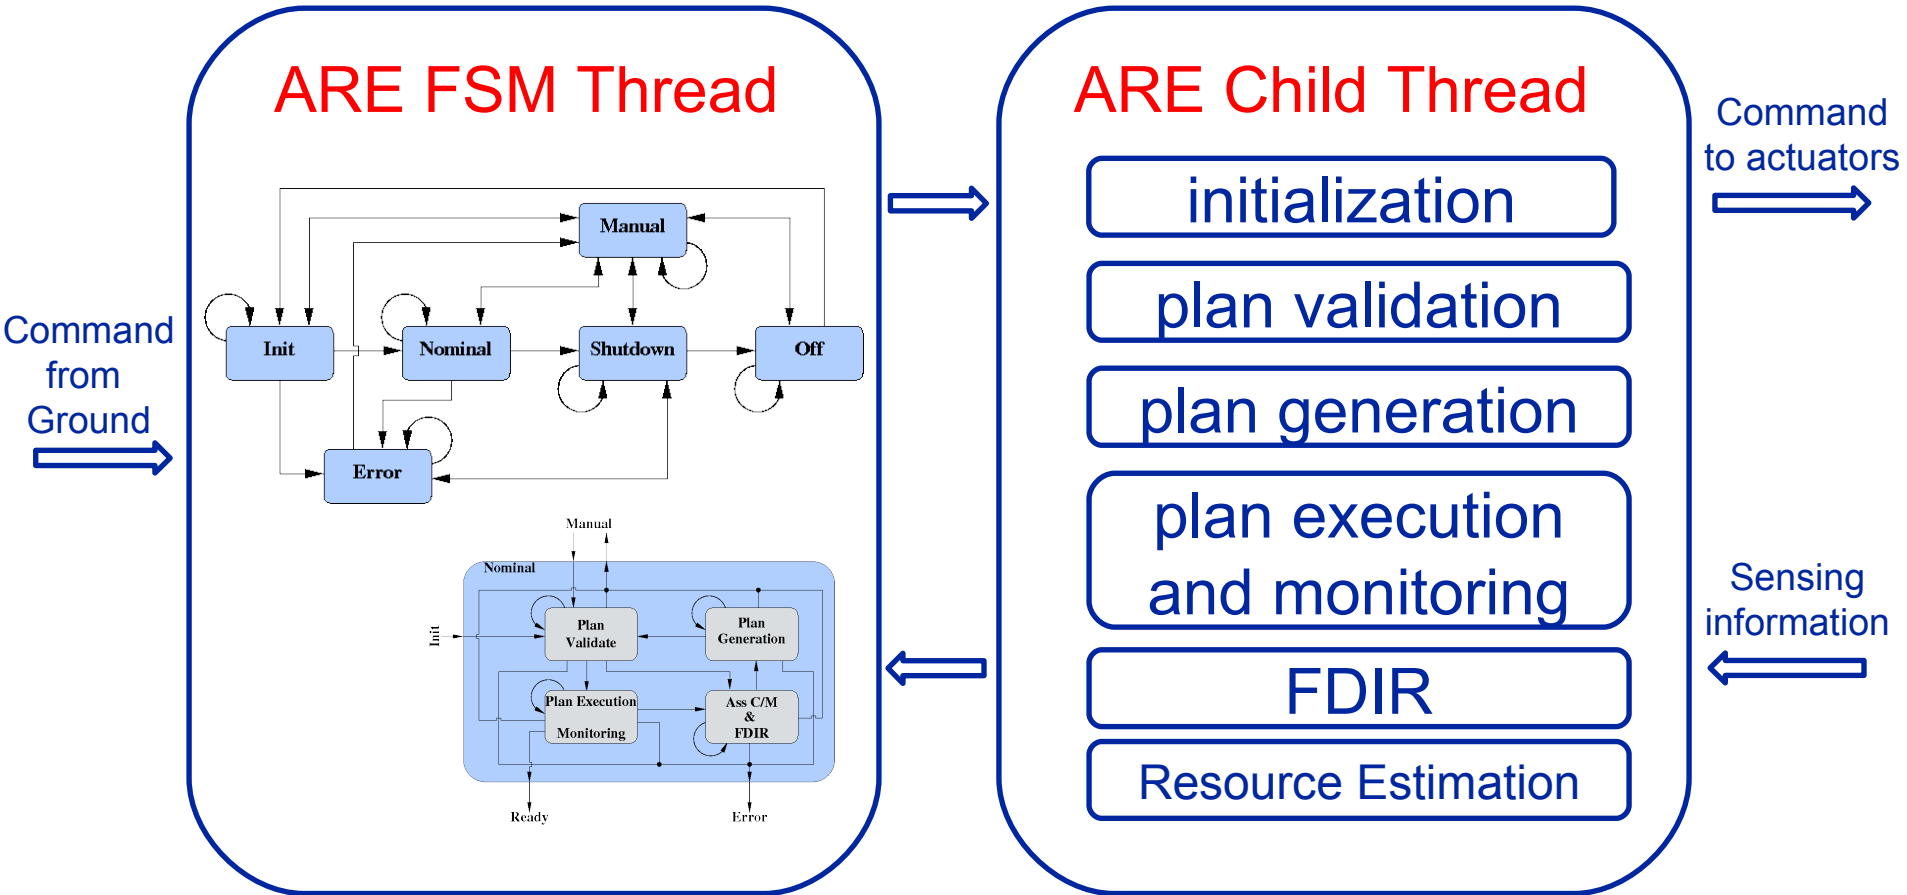 ARE FSM Thread
Manual
Init
Nominal
Shutdown
Off
Error
Manual
Nominal
Init
Plan
Validate
Plan
Generation
Plan Execution
Monitoring
Ass C/M
&
FDIR
Ready
Error
Command
from
Ground
ARE Child Thread
initialization
plan validation
plan generation
plan execution
and monitoring
FDIR
Resource Estimation
Command
to actuators
Sensing
information